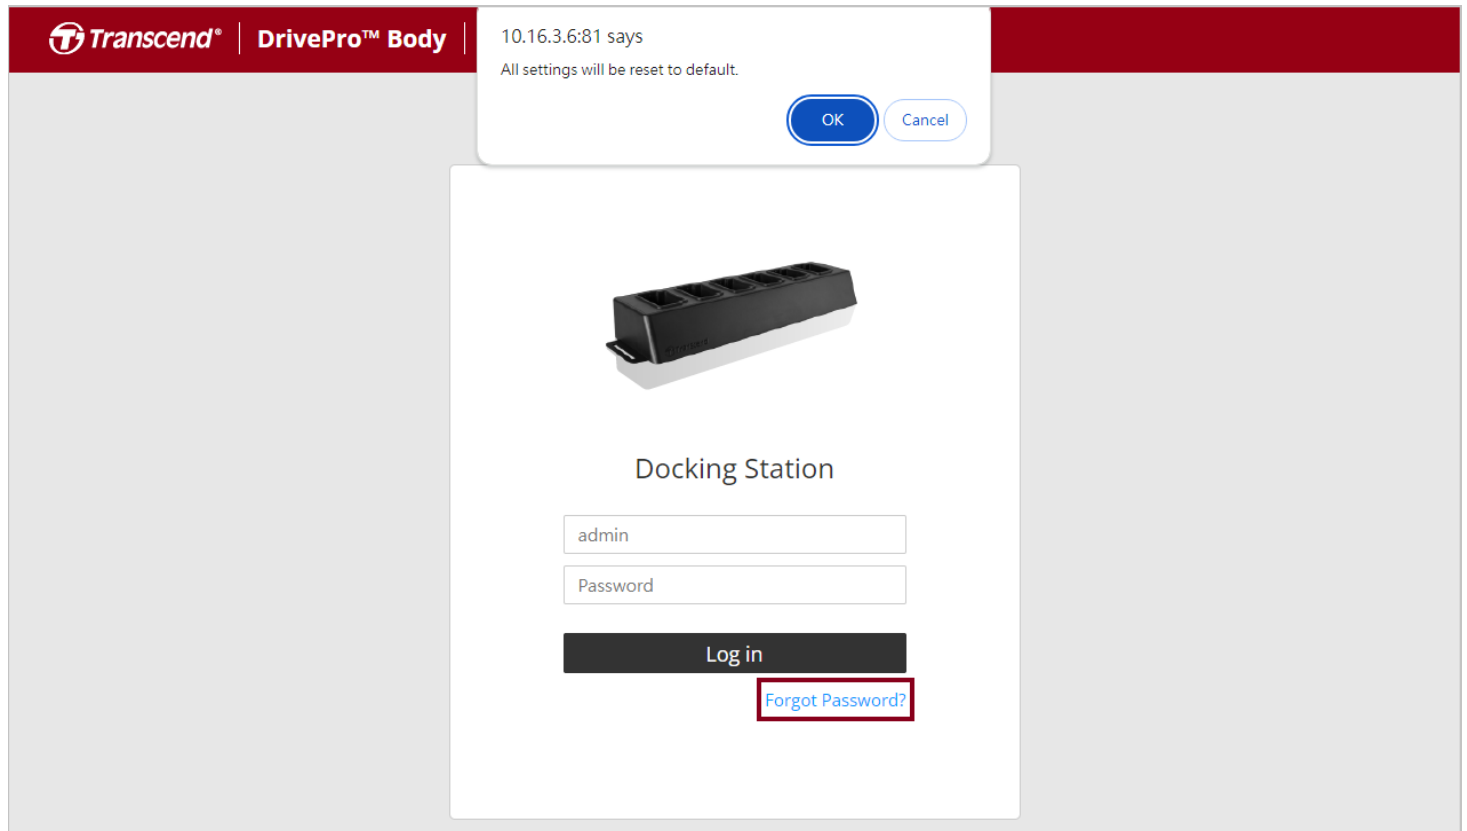 Transcend® | DrivePro™ Body
10.16.3.6:81 says
All settings will be reset to default.
OK
Cancel
Transcend
Docking Station
admin
Password
Log in
Forgot Password?